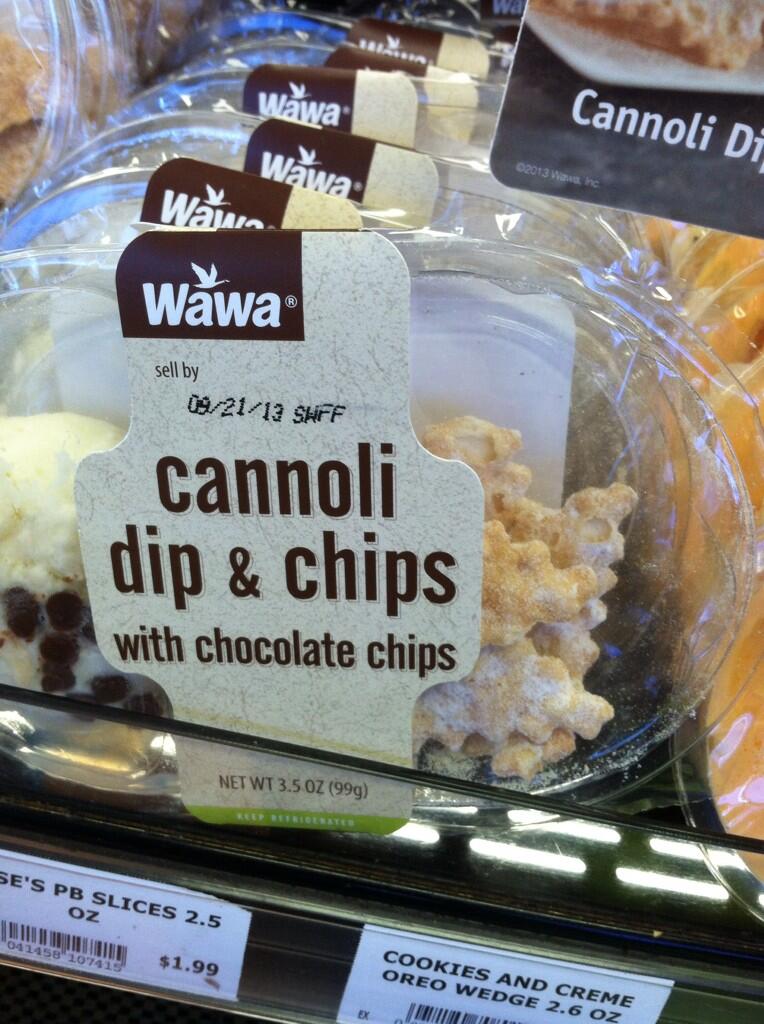 Wawa
Wawa®
Wawa®
Wawa
Cannoli
©2013 Wawa, Inc.
Wawa®
sell by
09/21/13 SWFF
cannoli
dip & chips
with chocolate chips
NET WT 3.5 OZ (99g)
KEEP REFRIGERATED
SE'S PB SLICES 2.5
OZ
041458 107415
$1.99
COOKIES AND CREME
OREO WEDGE 2.6 OZ
EX